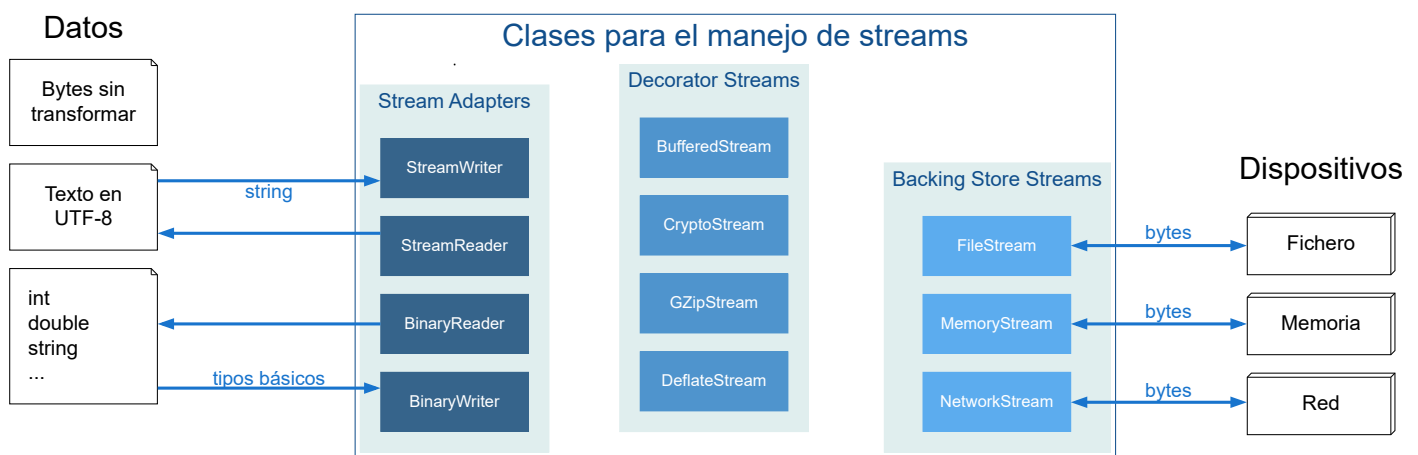 Datos
Bytes sin
transformar
Texto en
UTF-8
int
double
string
...
string
tipos básicos
Clases para el manejo de streams
Stream Adapters
StreamWriter
StreamReader
BinaryReader
BinaryWriter
Decorator Streams
BufferedStream
CryptoStream
GZipStream
DeflateStream
Backing Store Streams
FileStream
MemoryStream
NetworkStream
bytes
bytes
bytes
Dispositivos
Fichero
Memoria
Red